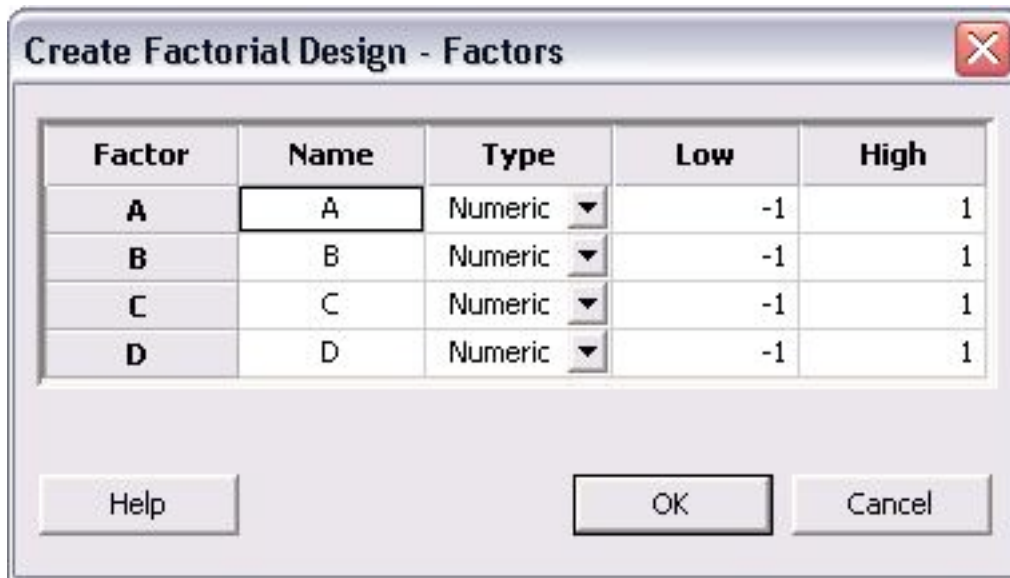 Create Factorial Design - Factors
Factor Name Type Low High
A A Numeric -1 1
B B Numeric -1 1
C C Numeric -1 1
D D Numeric -1 1
Help OK Cancel